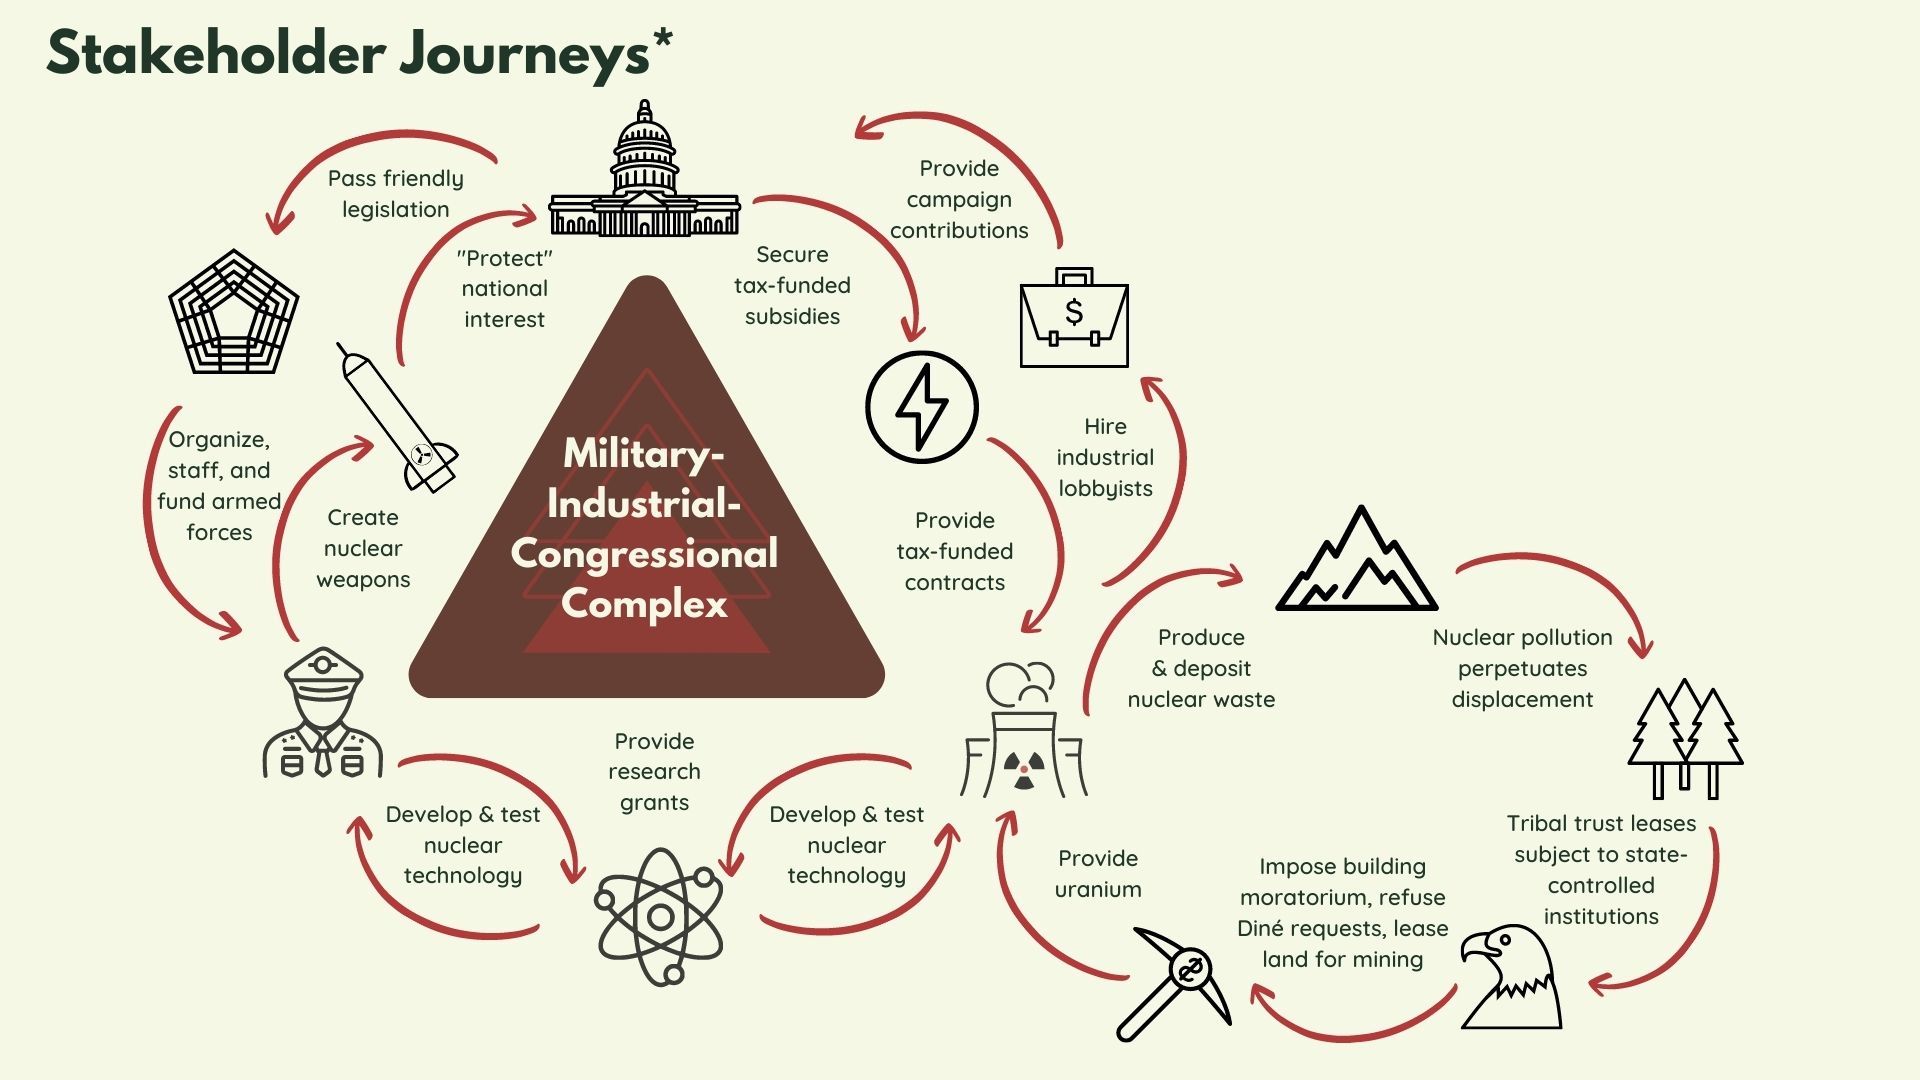 Stakeholder Journeys*
Pass friendly
legislation
"Protect"
national
interest
Secure
tax-funded
subsidies
Provide
campaign
contributions
$
Organize,
staff, and
fund armed
forces
Create
nuclear
weapons
Military-
Industrial-
Congressional
Complex
Provide
tax-funded
contracts
Hire
industrial
lobbyists
Produce
& deposit
nuclear waste
Nuclear pollution
perpetuates
displacement
Provide
research
grants
Develop & test
nuclear
technology
Develop & test
nuclear
technology
Provide
uranium
Impose building
moratorium, refuse
Diné requests, lease
land for mining
Tribal trust leases
subject to state-
controlled
institutions
$